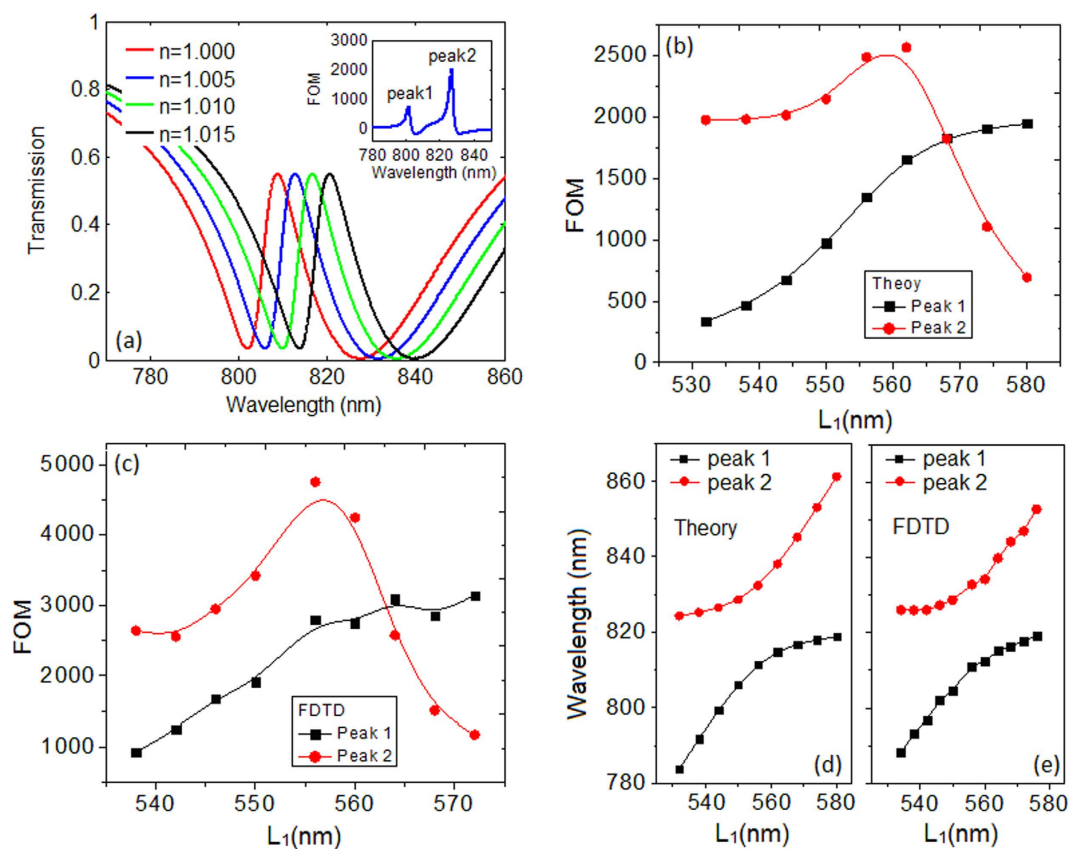 1
0.8
0.6
0.4
0.2
0
Transmission
n=1.000
n=1.005
n=1.010
n=1.015
(a)
3000
2000
1000
0
FOM
peak1
peak2
780 800 820 840
Wavelength (nm)
780 800 820 840 860
Wavelength (nm)
(b)
2500
2000
1500
1000
500
0
FOM
Theoy
Peak 1
Peak 2
530 540 550 560 570 580
L₁(nm)
(c)
5000
4000
3000
2000
1000
FOM
FDTD
Peak 1
Peak 2
540 550 560 570
L₁(nm)
peak 1
peak 2
Theory
860
840
820
800
780
Wavelength (nm)
(d)
540 560 580
L₁(nm)
peak 1
peak 2
FDTD
(e)
540 560 580
L₁(nm)